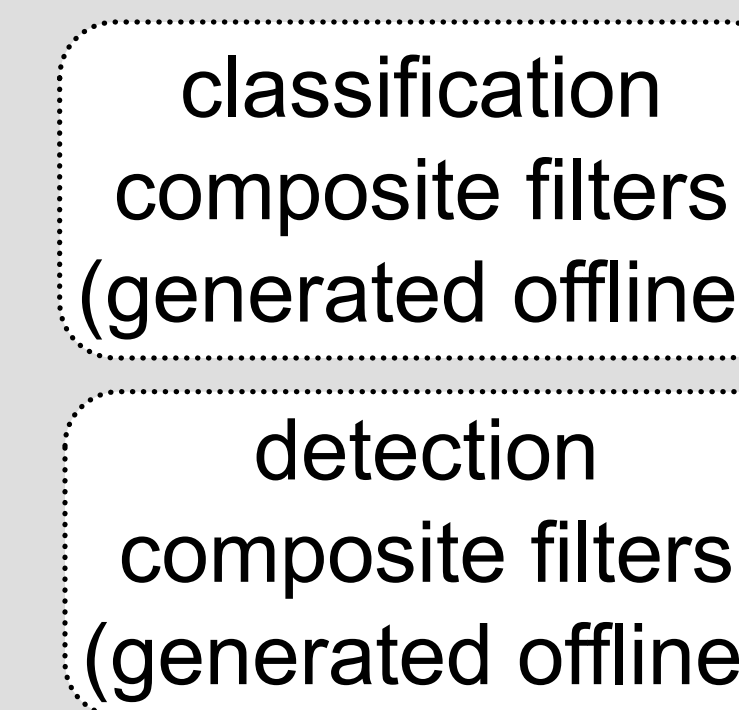 classification
composite filters
(generated offline
detection
composite filters
(generated offline